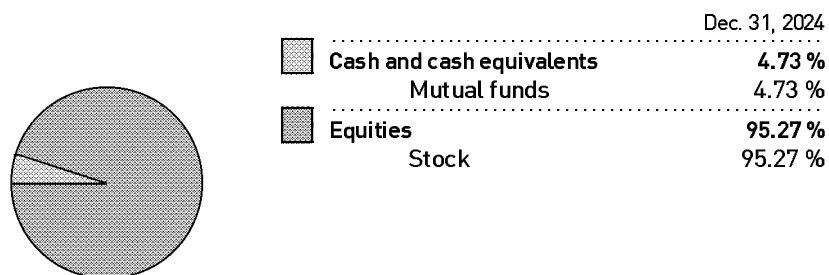 Dec. 31, 2024
Cash and cash equivalents 4.73 %
Mutual funds 4.73 %
Equities 95.27 %
Stock 95.27 %